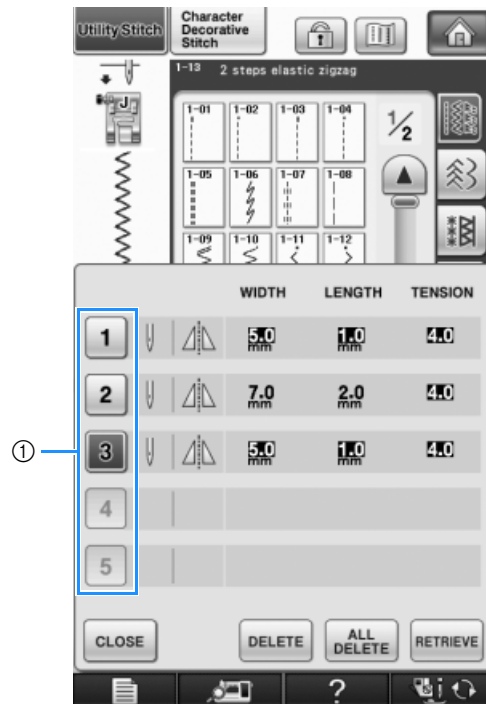 Utility Stitch
Character
Decorative
Stitch
1-13 2 steps elastic zigzag
J
1-01 1-02 1-03 1-04
1/2
1-05 1-06 1-07 1-08
1-09 1-10 1-11 1-12
WIDTH LENGTH TENSION
1 5.0 mm 1.0 mm 4.0
2 7.0 mm 2.0 mm 4.0
① 3 5.0 mm 1.0 mm 4.0
4
5
CLOSE DELETE ALL DELETE RETRIEVE
?